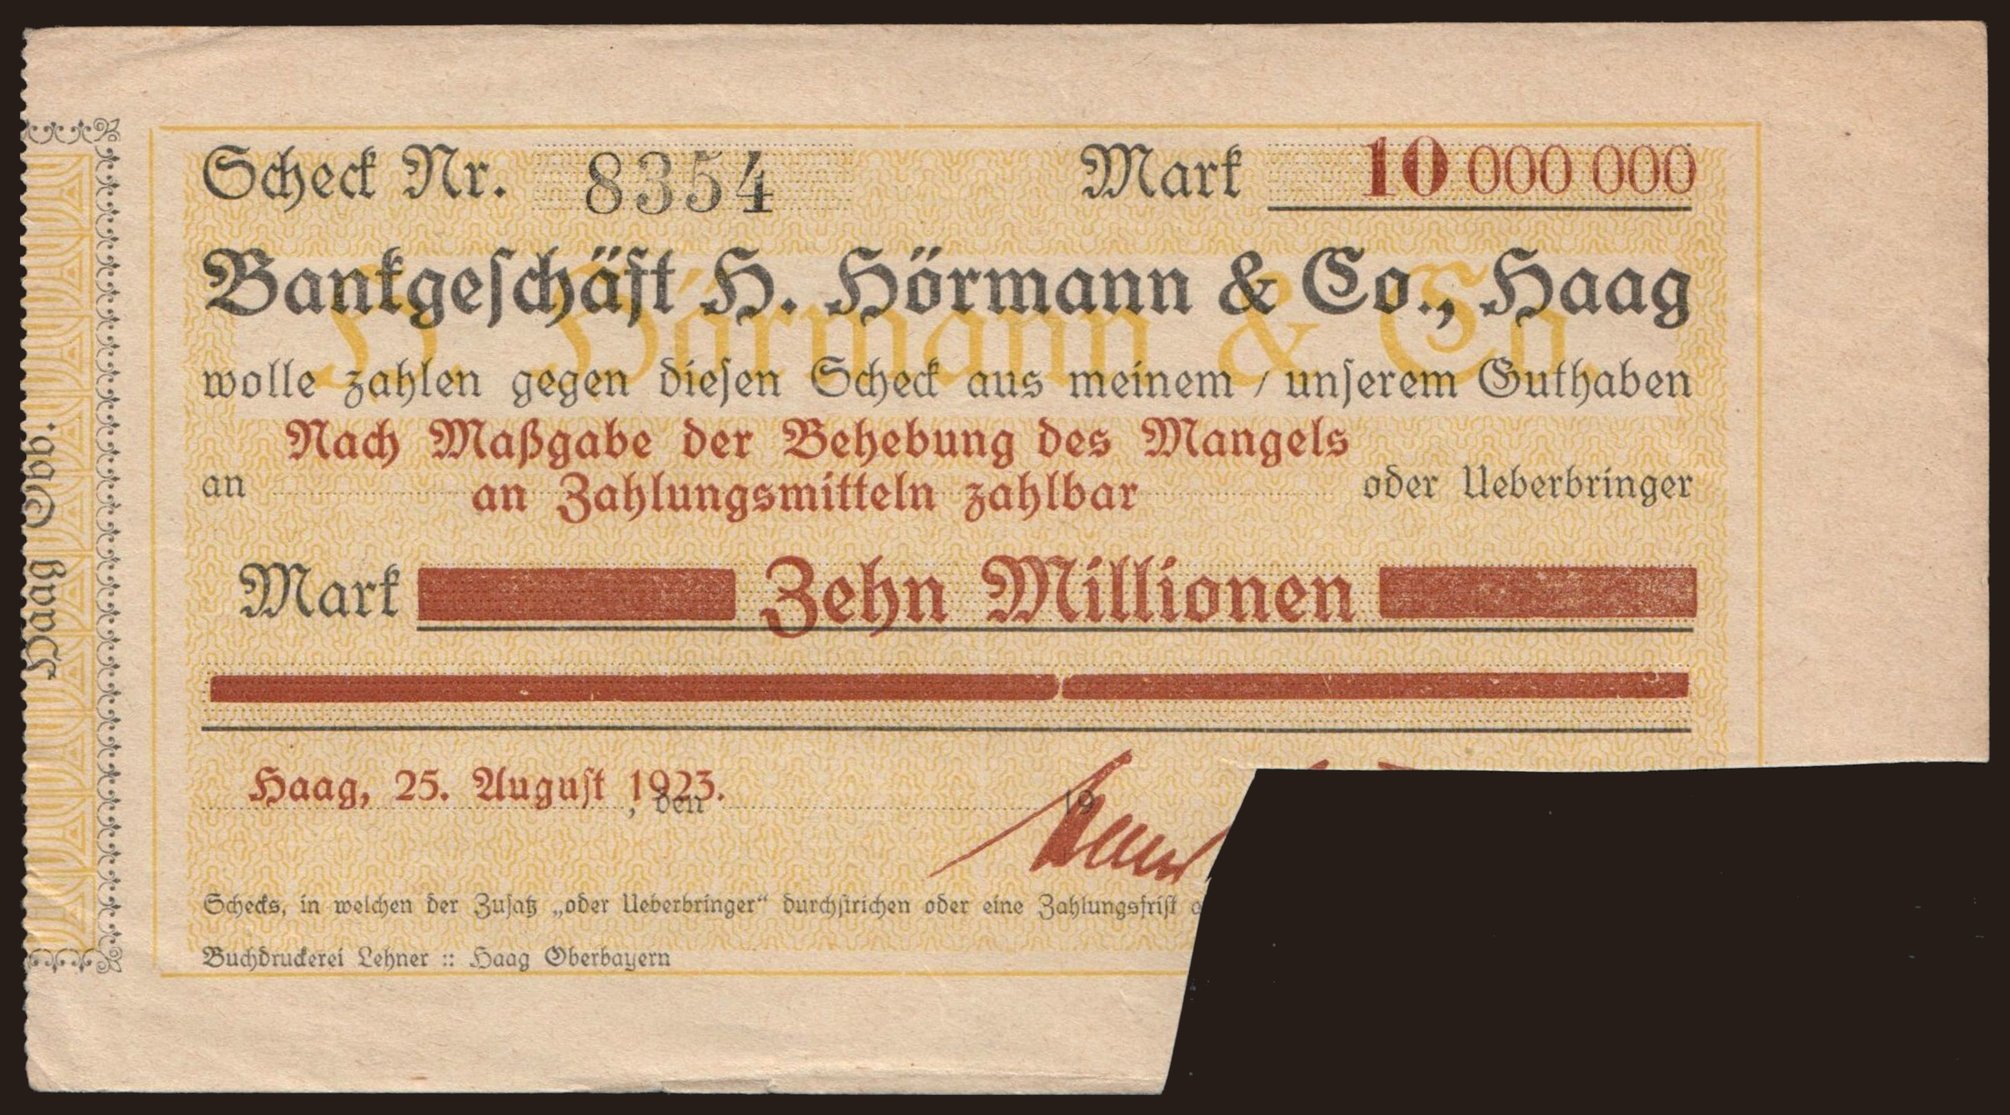 Scheck Nr. 8354 Mark 10 000 000
H. Hörmann & Co.
Bankgeschäft H. Hörmann & Co., Haag
wolle zahlen gegen diesen Scheck aus meinem / unserem Guthaben
Nach Maßgabe der Behebung des Mangels
an an Zahlungsmitteln zahlbar oder Ueberbringer
Mark Zehn Millionen
Haag, 25. August 1923.
, den 19
Schecks, in welchen der Zusatz „oder Ueberbringer“ durchstrichen oder eine Zahlungsfrist
Buchdruckerei Lehner :: Haag Oberbayern
Haag Obb.